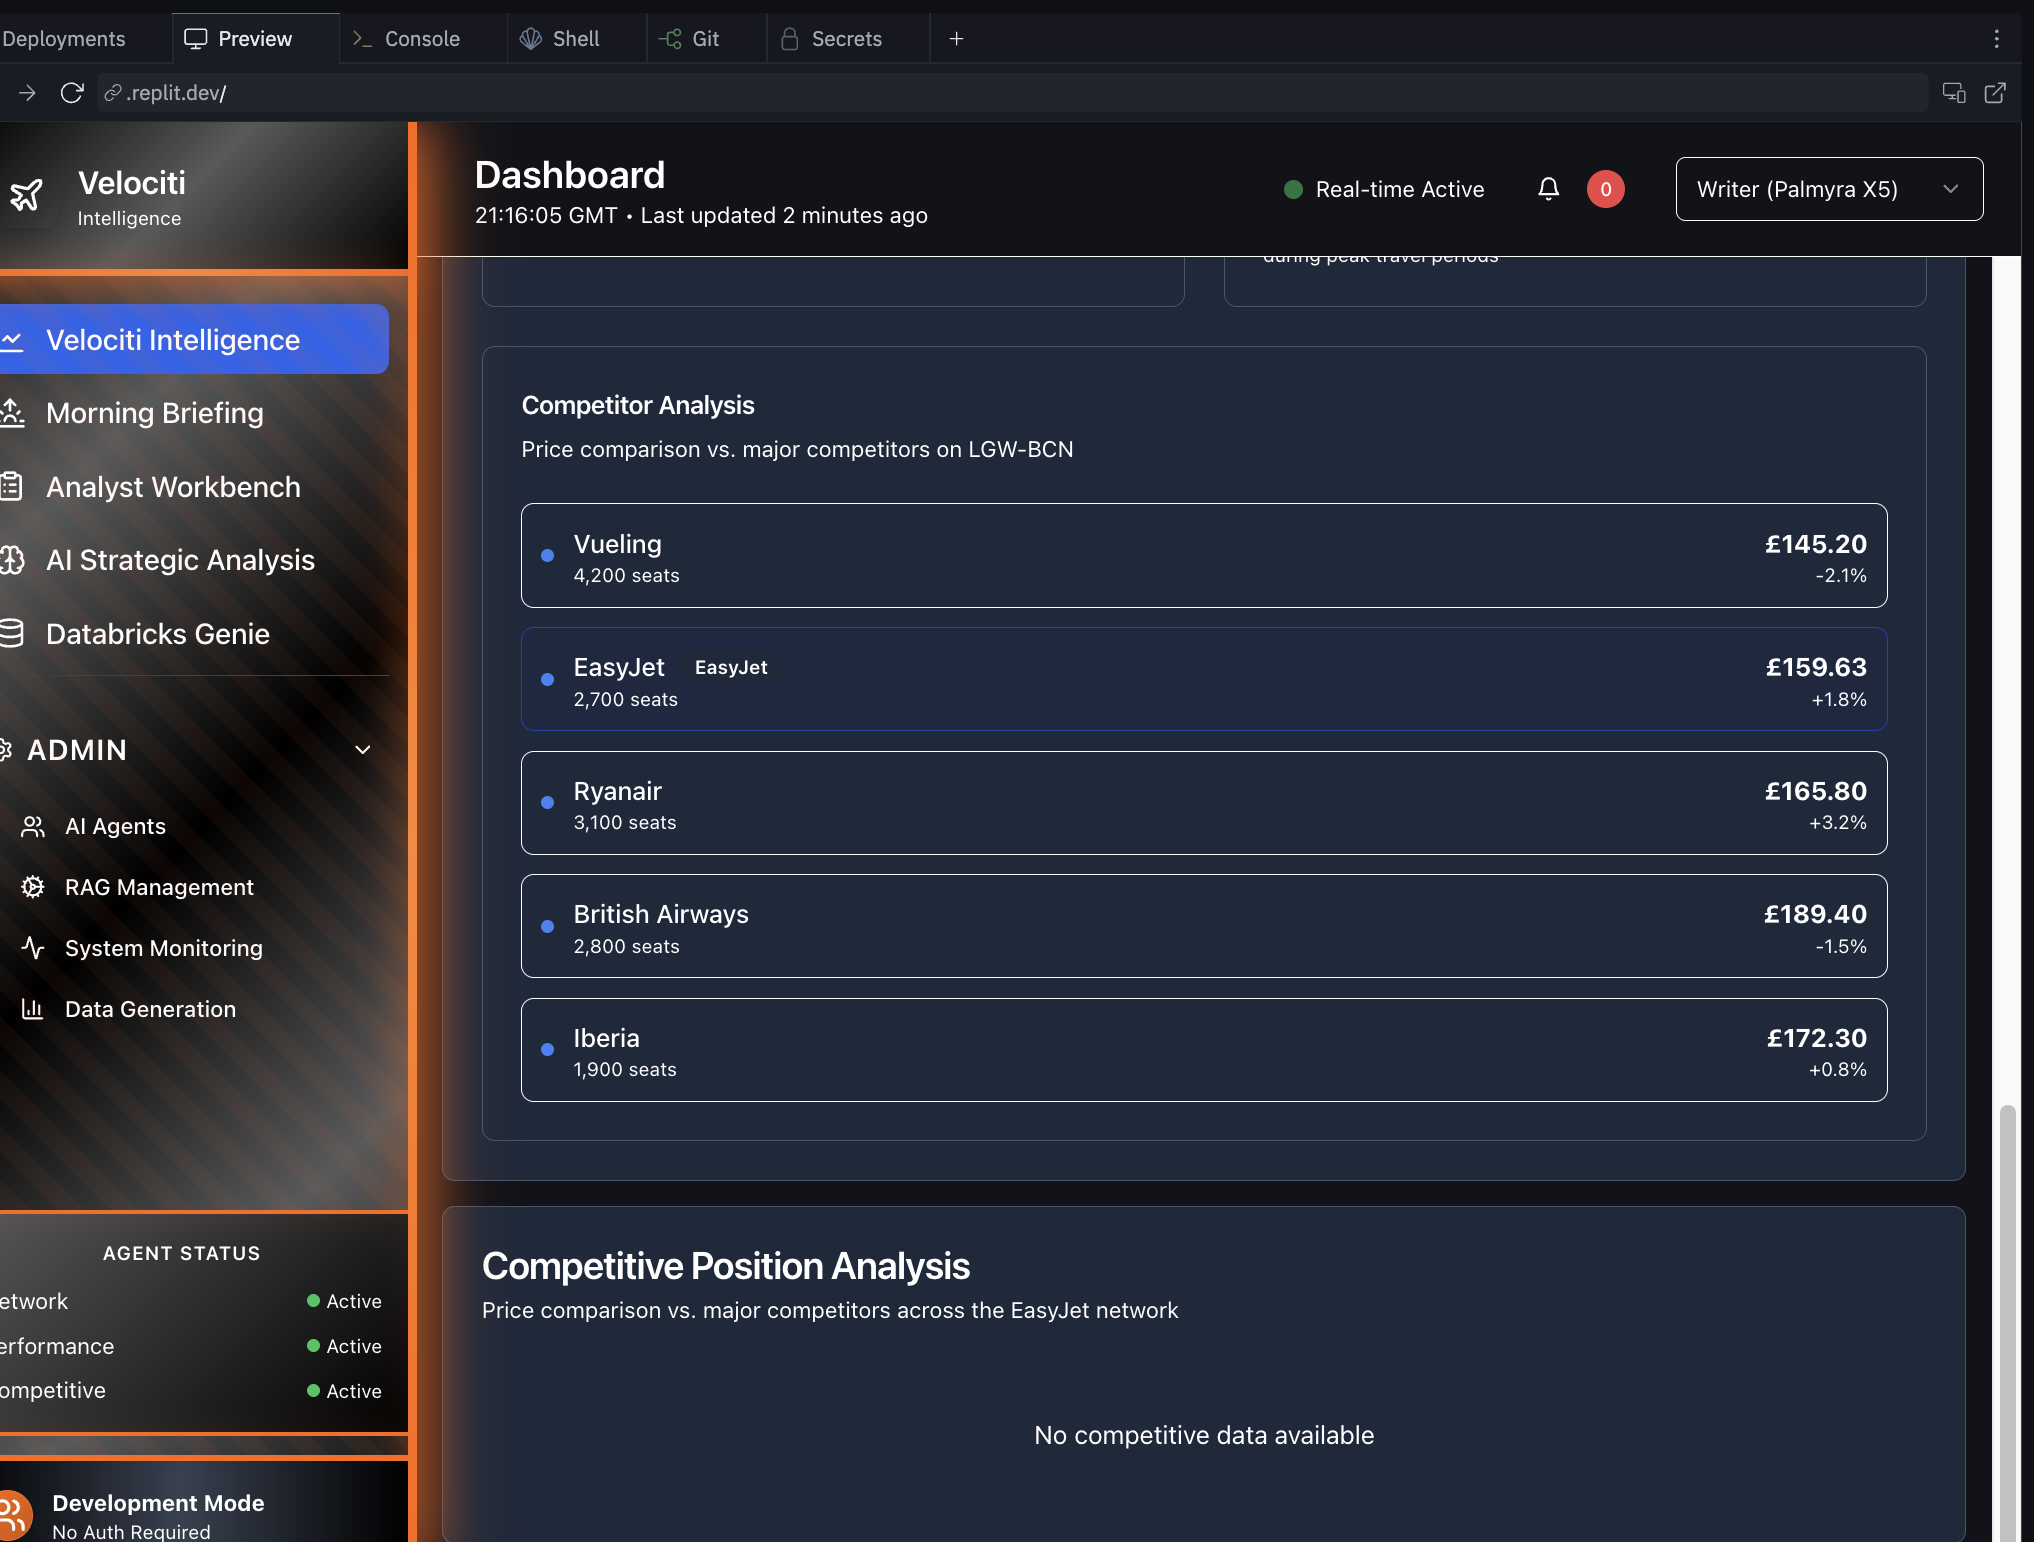 Deployments
Preview
Console
Shell
Git
Secrets
.replit.dev/
Velociti
Intelligence
Dashboard
21:16:05 GMT • Last updated 2 minutes ago
Real-time Active
0
Writer (Palmyra X5)
Velociti Intelligence
Morning Briefing
Analyst Workbench
AI Strategic Analysis
Databricks Genie
ADMIN
AI Agents
RAG Management
System Monitoring
Data Generation
AGENT STATUS
etwork
Active
erformance
Active
ompetitive
Active
Development Mode
No Auth Required
during peak travel periods
Competitor Analysis
Price comparison vs. major competitors on LGW-BCN
Vueling
4,200 seats
£145.20
-2.1%
EasyJet EasyJet
2,700 seats
£159.63
+1.8%
Ryanair
3,100 seats
£165.80
+3.2%
British Airways
2,800 seats
£189.40
-1.5%
Iberia
1,900 seats
£172.30
+0.8%
Competitive Position Analysis
Price comparison vs. major competitors across the EasyJet network
No competitive data available